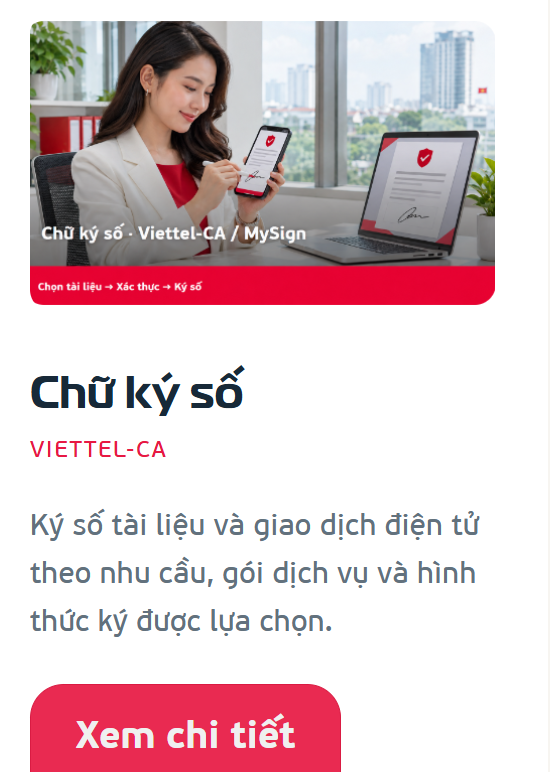 Chữ ký số · Viettel-CA / MySign
Chọn tài liệu → Xác thực → Ký số
Chữ ký số
VIETTEL-CA
Ký số tài liệu và giao dịch điện tử
theo nhu cầu, gói dịch vụ và hình
thức ký được lựa chọn.
Xem chi tiết